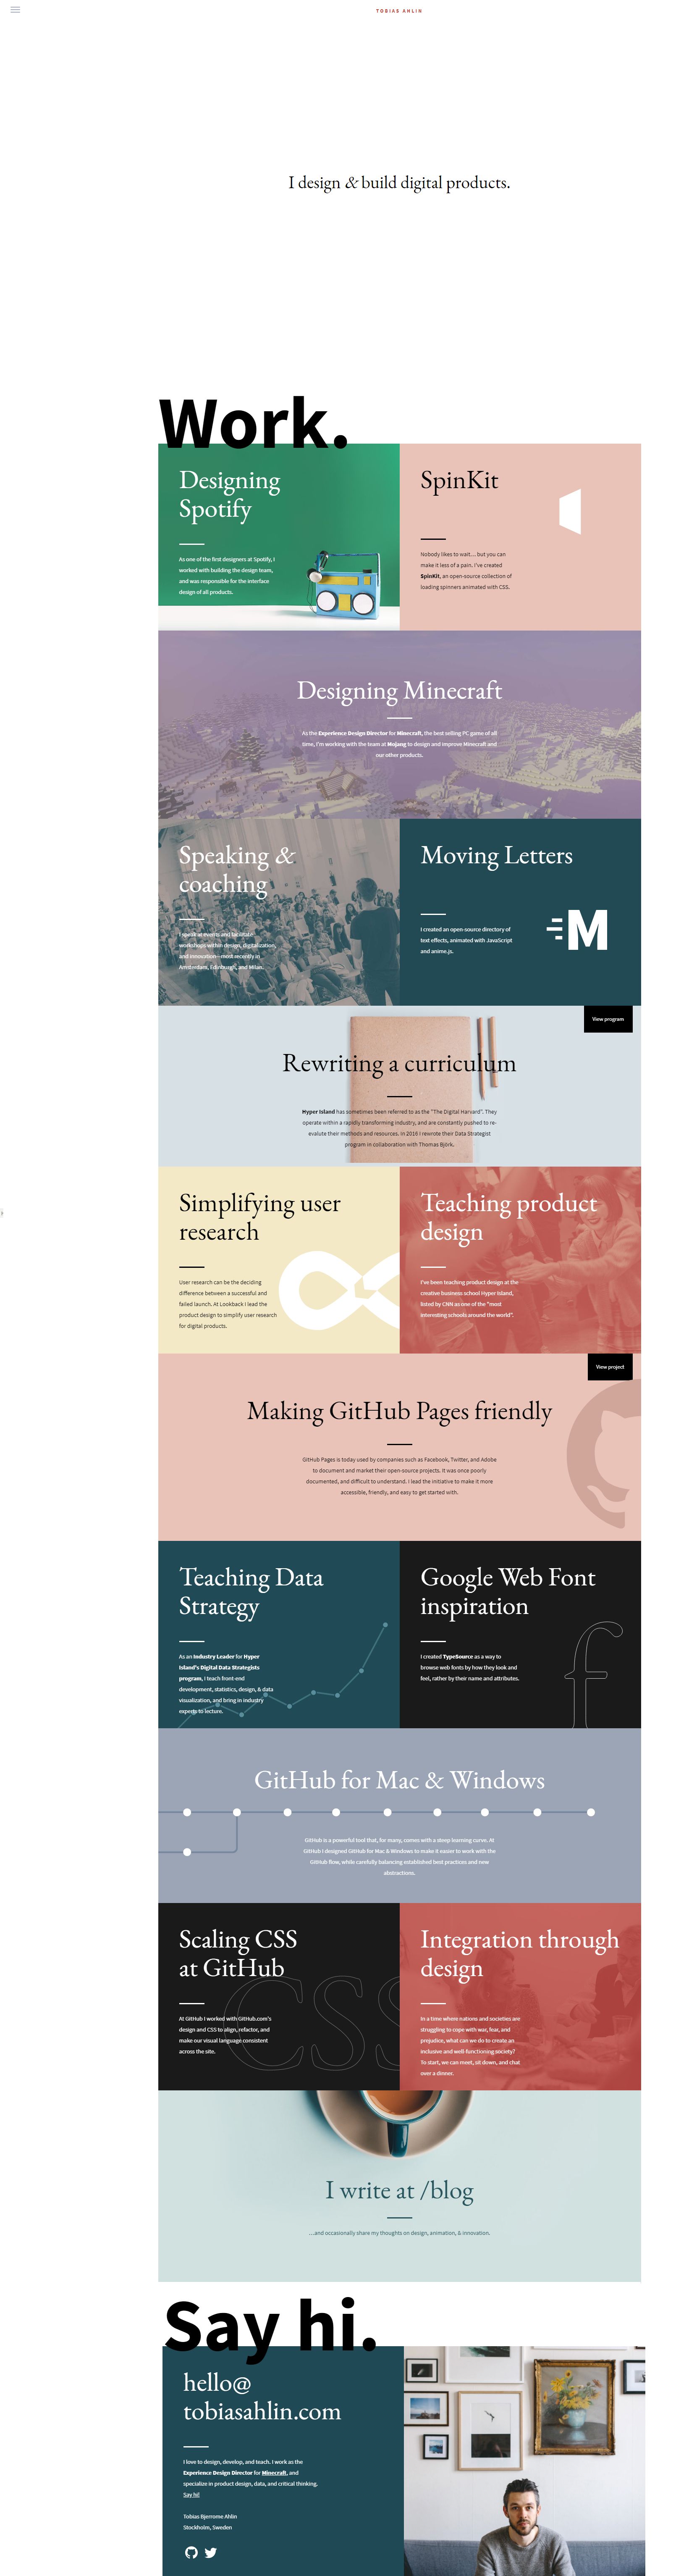 TOBIAS AHLIN
I design & build digital products.
Work.
Designing
Spotify
As one of the first designers at Spotify, I
worked with building the design team,
and was responsible for the interface
design of all products.
SpinKit
Nobody likes to wait... but you can
make it less of a pain. I've created
SpinKit, an open-source collection of
loading spinners animated with CSS.
Designing Minecraft
As the Experience Design Director for Minecraft, the best selling PC game of all
time, I'm working with the team at Mojang to design and improve Minecraft and
our other products.
Speaking &
coaching
I speak at events and facilitate
workshops within design, digitalization,
and innovation—most recently in
Amsterdam, Edinburgh, and Milan.
Moving Letters
I created an open-source directory of
text effects, animated with JavaScript
and anime.js.
M
View program
Rewriting a curriculum
Hyper Island has sometimes been referred to as the "The Digital Harvard". They
operate within a rapidly transforming industry, and are constantly pushed to re-
evalute their methods and resources. In 2016 I rewrote their Data Strategist
program in collaboration with Thomas Björk.
Simplifying user
research
User research can be the deciding
difference between a successful and
failed launch. At Lookback I lead the
product design to simplify user research
for digital products.
Teaching product
design
I've been teaching product design at the
creative business school Hyper Island,
listed by CNN as one of the "most
interesting schools around the world".
View project
Making GitHub Pages friendly
GitHub Pages is today used by companies such as Facebook, Twitter, and Adobe
to document and market their open-source projects. It was once poorly
documented, and difficult to understand. I lead the initiative to make it more
accessible, friendly, and easy to get started with.
Teaching Data
Strategy
As an Industry Leader for Hyper
Island's Digital Data Strategists
program, I teach front-end
development, statistics, design, & data
visualization, and bring in industry
experts to lecture.
Google Web Font
inspiration
I created TypeSource as a way to
browse web fonts by how they look and
feel, rather by their name and attributes.
f
GitHub for Mac & Windows
GitHub is a powerful tool that, for many, comes with a steep learning curve. At
GitHub I designed GitHub for Mac & Windows to make it easier to work with the
GitHub flow, while carefully balancing established best practices and new
abstractions.
Scaling CSS
at GitHub
At GitHub I worked with GitHub.com's
design and CSS to align, refactor, and
make our visual language consistent
across the site.
CSS
Integration through
design
In a time where nations and societies are
struggling to cope with war, fear, and
prejudice, what can we do to create an
inclusive and well-functioning society?
To start, we can meet, sit down, and chat
over a dinner.
I write at /blog
...and occasionally share my thoughts on design, animation, & innovation.
Say hi.
hello@
tobiasahlin.com
I love to design, develop, and teach. I work as the
Experience Design Director for Minecraft, and
specialize in product design, data, and critical thinking.
Say hi!
Tobias Bjerrome Ahlin
Stockholm, Sweden